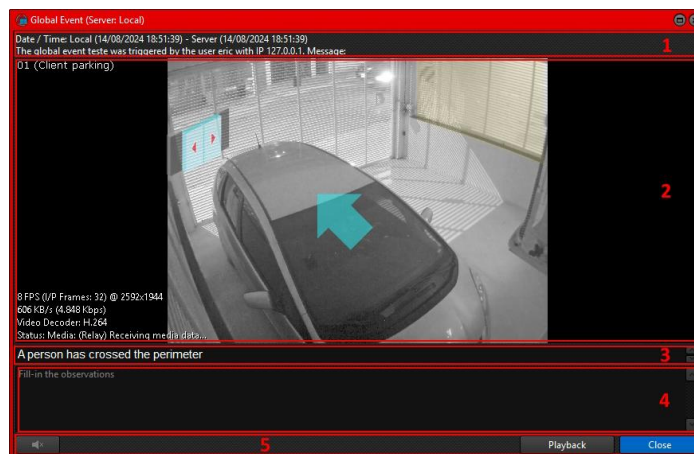 Global Event (Server: Local)
Date / Time: Local (14/08/2024 18:51:39) - Server (14/08/2024 18:51:39)
The global event teste was triggered by the user eric with IP 127.0.0.1. Message:
1
01 (Client parking)
2
8 FPS (I/P Frames: 32) @ 2592x1944
606 KB/s (4.848 Kbps)
Video Decoder: H.264
Status: Media: (Relay) Receiving media data...
A person has crossed the perimeter
3
Fill-in the observations
4
5
Playback
Close